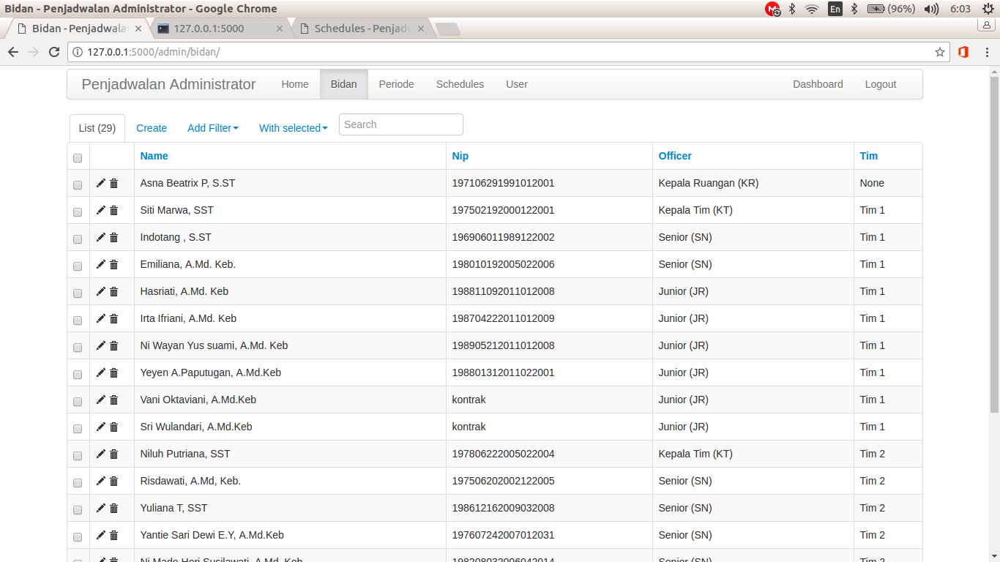 Bidan - Penjadwalan Administrator - Google Chrome En (96%) 6:03
Bidan - Penjadwala 127.0.0.1:5000 Schedules - Penjadw
127.0.0.1:5000/admin/bidan/
Penjadwalan Administrator Home Bidan Periode Schedules User Dashboard Logout
List (29) Create Add Filter With selected Search
Name Nip Officer Tim
Asna Beatrix P, S.ST 197106291991012001 Kepala Ruangan (KR) None
Siti Marwa, SST 197502192000122001 Kepala Tim (KT) Tim 1
Indotang , S.ST 196906011989122002 Senior (SN) Tim 1
Emiliana, A.Md. Keb. 198010192005022006 Senior (SN) Tim 1
Hasriati, A.Md. Keb 198811092011012008 Junior (JR) Tim 1
Irta Ifriani, A.Md. Keb 198704222011012009 Junior (JR) Tim 1
Ni Wayan Yus suami, A.Md. Keb 198905212011012008 Junior (JR) Tim 1
Yeyen A.Paputugan, A.Md.Keb 198801312011022001 Junior (JR) Tim 1
Vani Oktaviani, A.Md.Keb kontrak Junior (JR) Tim 1
Sri Wulandari, A.Md.Keb kontrak Junior (JR) Tim 1
Niluh Putriana, SST 197806222005022004 Kepala Tim (KT) Tim 2
Risdawati, A.Md, Keb. 197506202002122005 Senior (SN) Tim 2
Yuliana T, SST 198612162009032008 Senior (SN) Tim 2
Yantie Sari Dewi E.Y, A.Md.Keb 197607242007012031 Senior (SN) Tim 2
Ni Made Heri Susilawati, A.Md. Keb 198208032006042014 Senior (SN) Tim 2